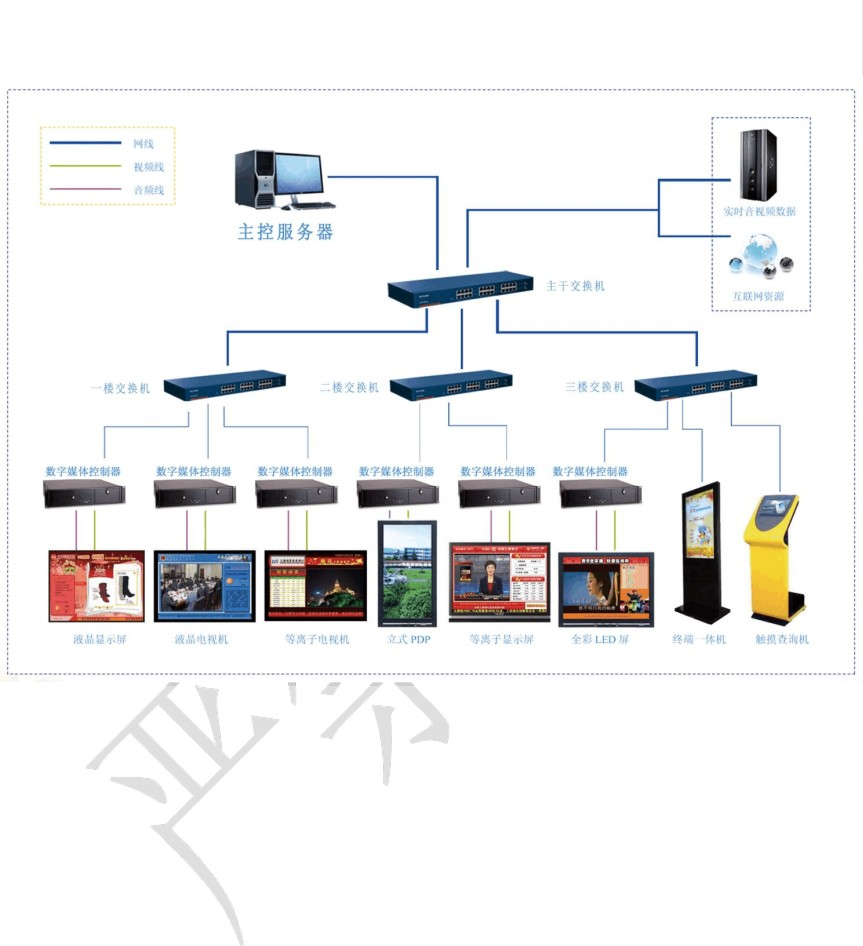 网线
视频线
音频线
主控服务器
实时音视频数据
互联网资源
主干交换机
一楼交换机
二楼交换机
三楼交换机
数字媒体控制器
数字媒体控制器
数字媒体控制器
数字媒体控制器
数字媒体控制器
数字媒体控制器
液晶显示屏
液晶电视机
等离子电视机
立式 PDP
等离子显示屏
全彩 LED 屏
终端一体机
触摸查询机